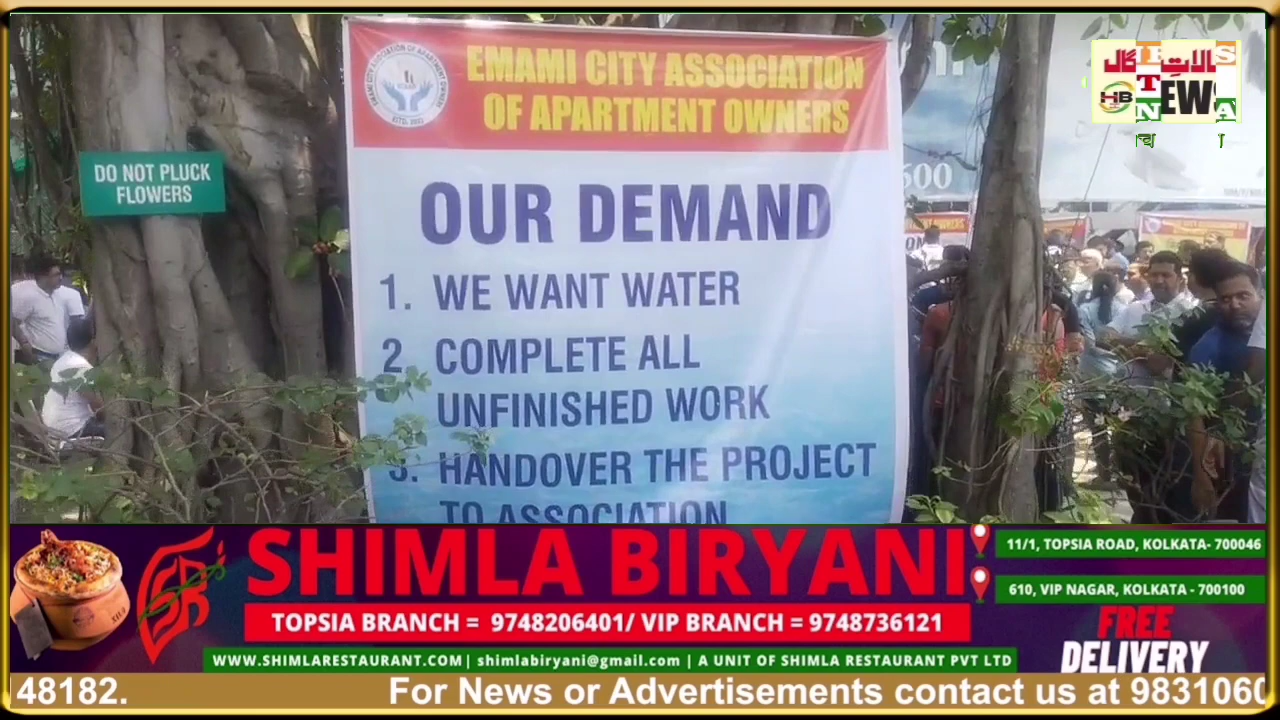 EMAMI CITY ASSOCIATION
OF APARTMENT OWNERS
DO NOT PLUCK
FLOWERS
OUR DEMAND
1. WE WANT WATER
2. COMPLETE ALL
UNFINISHED WORK
3. HANDOVER THE PROJECT
TO ASSOCIATION
SHIMLA BIRYANI
11/1, TOPSIA ROAD, KOLKATA- 700046
610, VIP NAGAR, KOLKATA - 700100
TOPSIA BRANCH = 9748206401/ VIP BRANCH = 9748736121
FREE
DELIVERY
WWW.SHIMLARESTAURANT.COM| shimlabiryani@gmail.com | A UNIT OF SHIMLA RESTAURANT PVT LTD
48182. For News or Advertisements contact us at 9831060